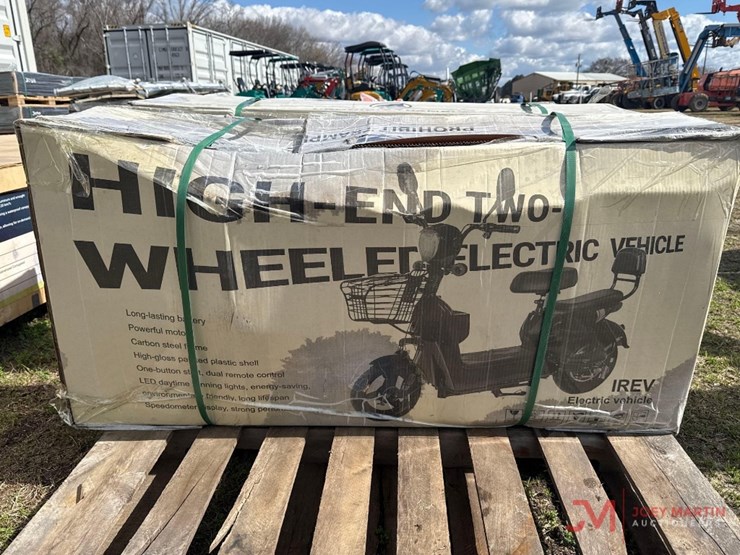 PROHIBIT
HIGH-END TWO-
WHEELED ELECTRIC VEHICLE
Long-lasting battery
Powerful motor
Carbon steel frame
High-gloss painted plastic shell
One-button start, dual remote control
LED daytime running lights, energy-saving,
environmentally friendly, long lifespan
Speedometer display, strong
IREV
Electric vehicle
JM
JOEY MARTIN
AUCTIONEERS